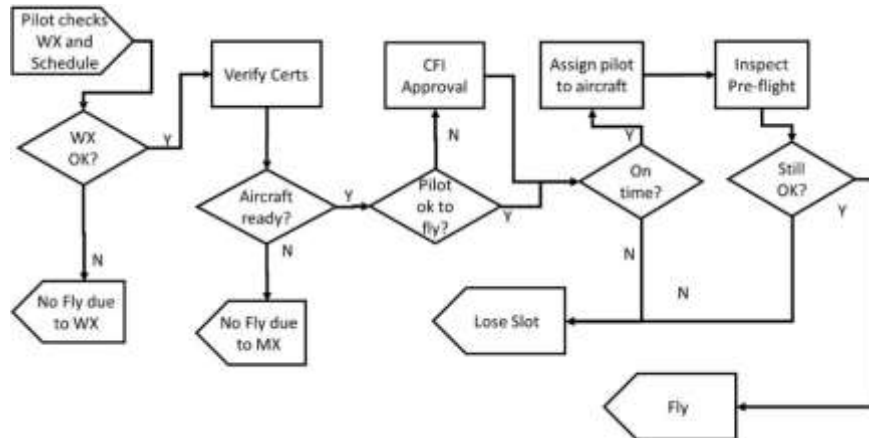 Pilot checks
WX and
Schedule
WX
OK?
Y
N
No Fly due
to WX
Verify Certs
Aircraft
ready?
Y
N
No Fly due
to MX
CFI
Approval
N
Pilot
ok to
fly?
Y
Assign pilot
to aircraft
Y
On
time?
N
Lose Slot
Inspect
Pre-flight
Still
OK?
Y
N
Fly